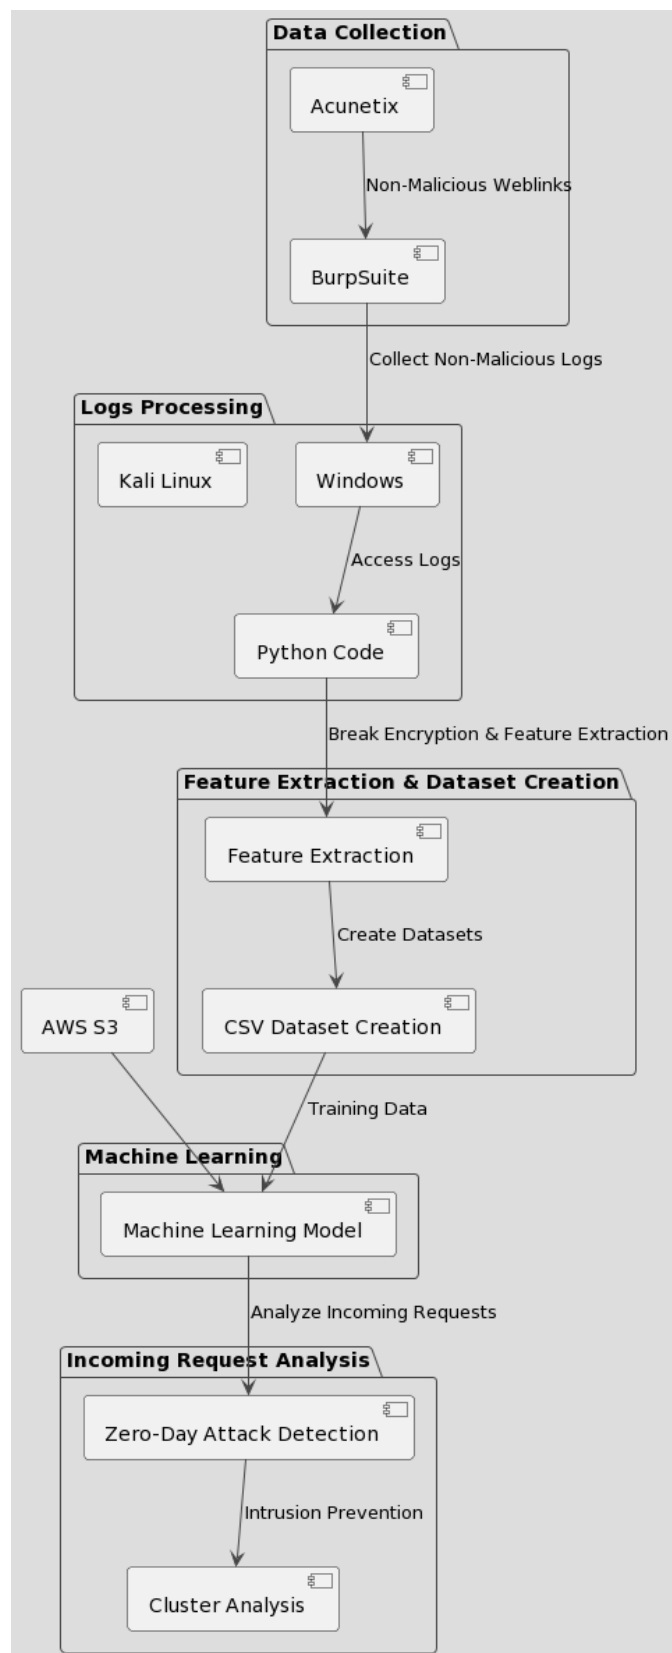 Data Collection
Acunetix
Non-Malicious Weblinks
BurpSuite
Collect Non-Malicious Logs
Logs Processing
Kali Linux
Windows
Access Logs
Python Code
Break Encryption & Feature Extraction
Feature Extraction & Dataset Creation
Feature Extraction
Create Datasets
AWS S3
CSV Dataset Creation
Training Data
Machine Learning
Machine Learning Model
Analyze Incoming Requests
Incoming Request Analysis
Zero-Day Attack Detection
Intrusion Prevention
Cluster Analysis